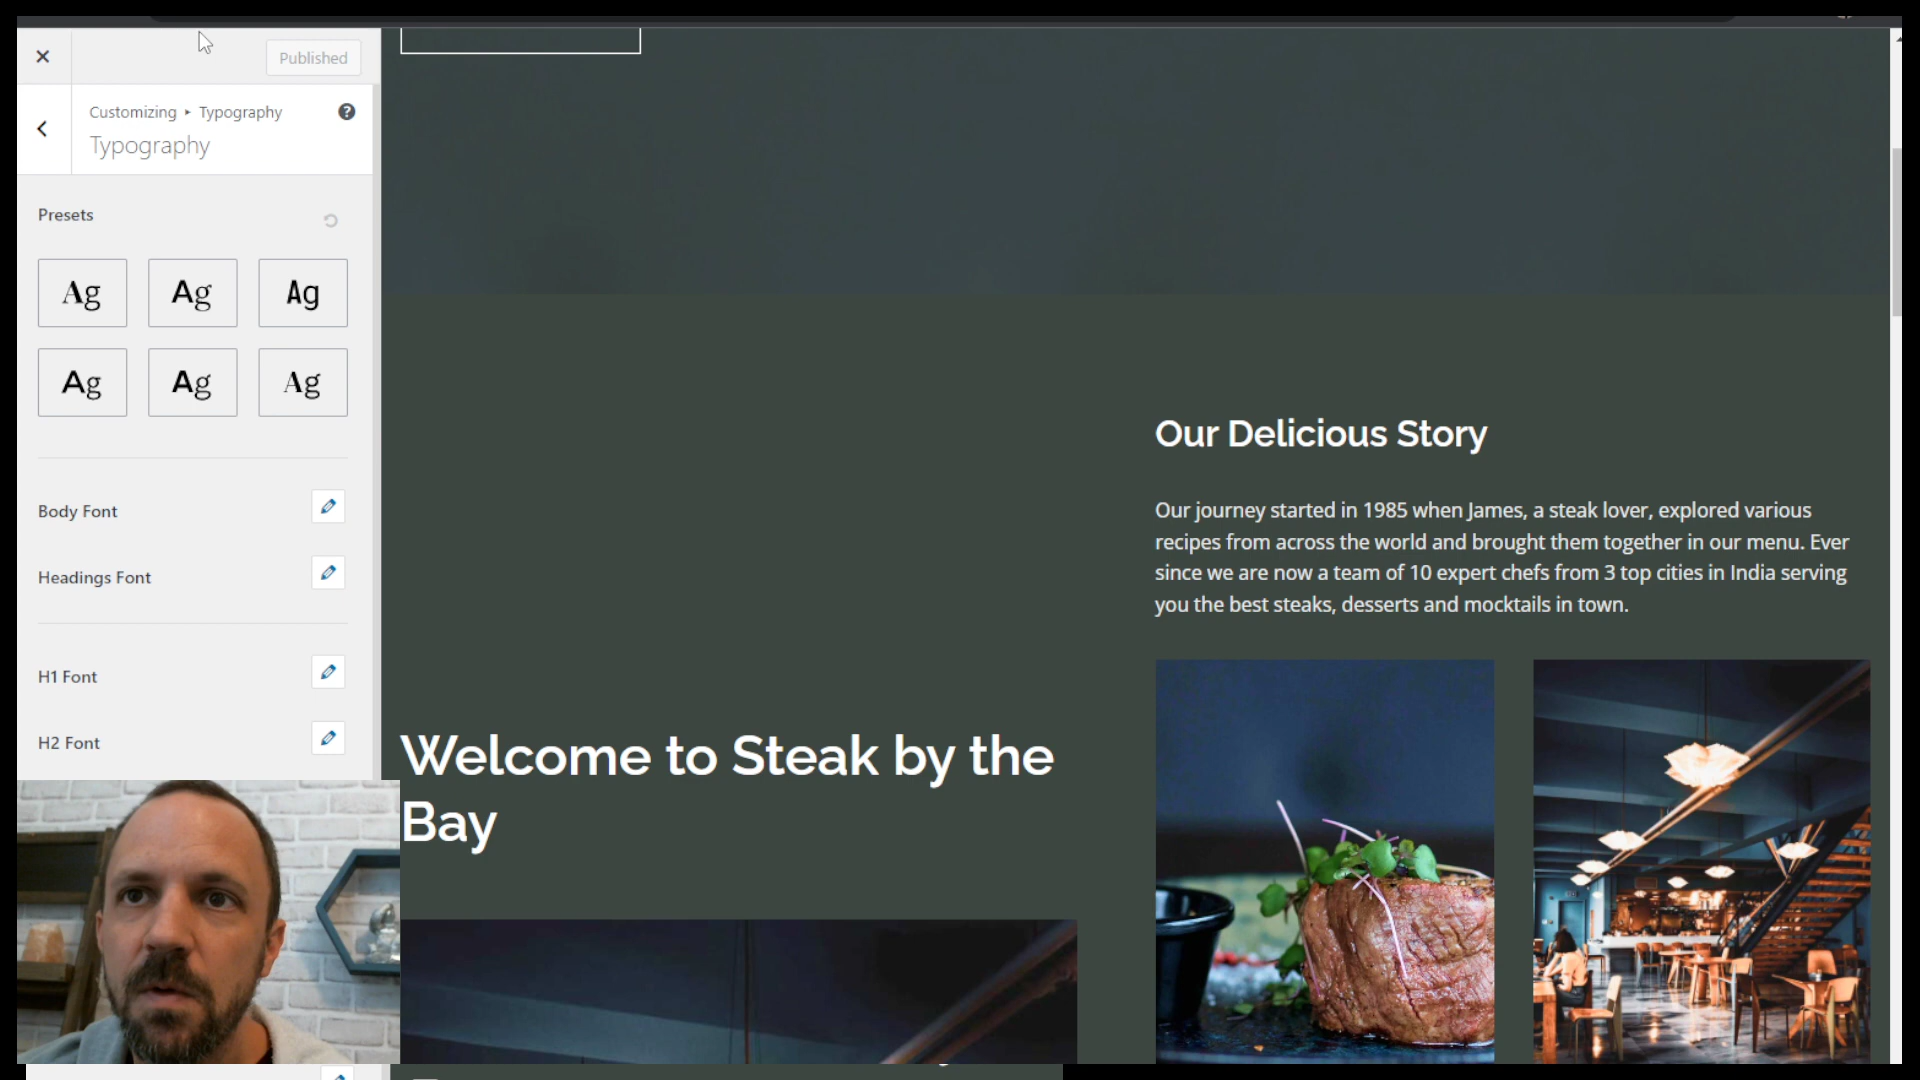 Published
Customizing ▸ Typography
Typography
Presets
Ag Ag Ag
Ag Ag Ag
Body Font
Headings Font
H1 Font
H2 Font
Our Delicious Story
Our journey started in 1985 when James, a steak lover, explored various
recipes from across the world and brought them together in our menu. Ever
since we are now a team of 10 expert chefs from 3 top cities in India serving
you the best steaks, desserts and mocktails in town.
Welcome to Steak by the
Bay